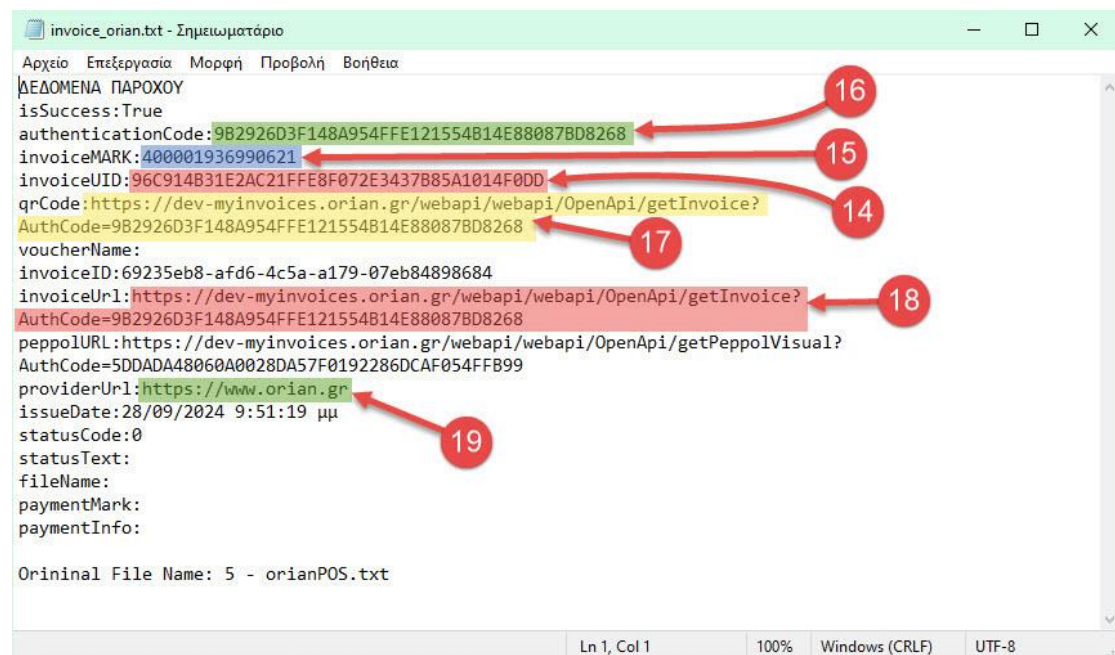 invoice_orian.txt - Σημειωματάριο
Αρχείο Επεξεργασία Μορφή Προβολή Βοήθεια
ΔΕΔΟΜΕΝΑ ΠΑΡΟΧΟΥ
isSuccess:True
16
authenticationCode:9B2926D3F148A954FFE121554B14E88087BD8268
invoiceMARK:400001936990621
15
invoiceUID:96C914B31E2AC21FFE8F072E3437B85A1014F0DD
qrCode:https://dev-myinvoices.orian.gr/webapi/webapi/OpenApi/getInvoice?
14
AuthCode=9B2926D3F148A954FFE121554B14E88087BD8268
17
voucherName:
invoiceID:69235eb8-afd6-4c5a-a179-07eb84898684
invoiceUrl:https://dev-myinvoices.orian.gr/webapi/webapi/OpenApi/getInvoice?
18
AuthCode=9B2926D3F148A954FFE121554B14E88087BD8268
peppolURL:https://dev-myinvoices.orian.gr/webapi/webapi/OpenApi/getPeppolVisual?
AuthCode=5DDADA48060A0028DA57F0192286DCAF054FFB99
providerUrl:https://www.orian.gr
issueDate:28/09/2024 9:51:19 μμ
statusCode:0
19
statusText:
fileName:
paymentMark:
paymentInfo:
Orininal File Name: 5 - orianPOS.txt
Ln 1, Col 1 100% Windows (CRLF) UTF-8